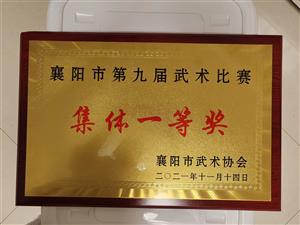 襄阳市第九届武术比赛
集体一等奖
襄阳市武术协会
二〇二一年十一月十四日